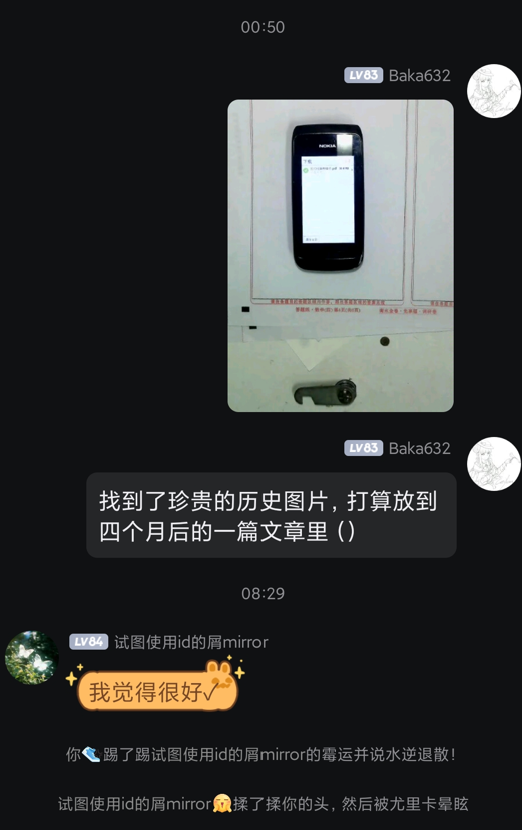 00:50
LV83 Baka632
NOKIA
LV83 Baka632
找到了珍贵的历史图片, 打算放到
四个月后的一篇文章里 ()
08:29
LV84 试图使用id的屑mirror
我觉得很好✓
你👟踢了踢试图使用id的屑mirror的霉运并说水逆退散!
试图使用id的屑mirror🤗揉了揉你的头, 然后被尤里卡晕眩